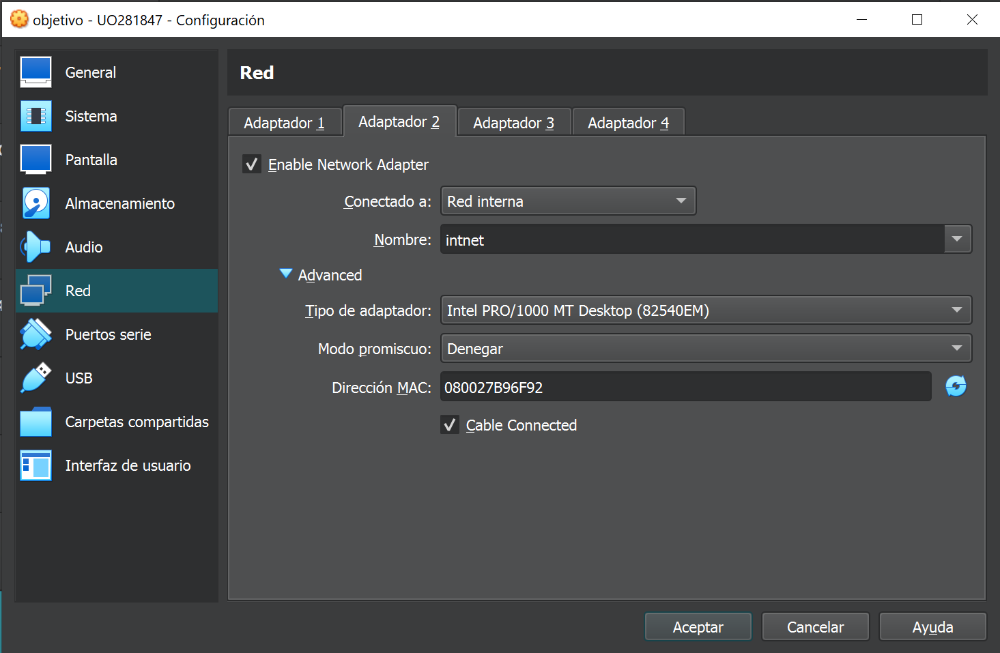 objetivo - UO281847 - Configuración
General
Sistema
Pantalla
Almacenamiento
Audio
Red
Puertos serie
USB
Carpetas compartidas
Interfaz de usuario
Red
Adaptador 1 Adaptador 2 Adaptador 3 Adaptador 4
Enable Network Adapter
Conectado a: Red interna
Nombre: intnet
Advanced
Tipo de adaptador: Intel PRO/1000 MT Desktop (82540EM)
Modo promiscuo: Denegar
Dirección MAC: 080027B96F92
Cable Connected
Aceptar Cancelar Ayuda